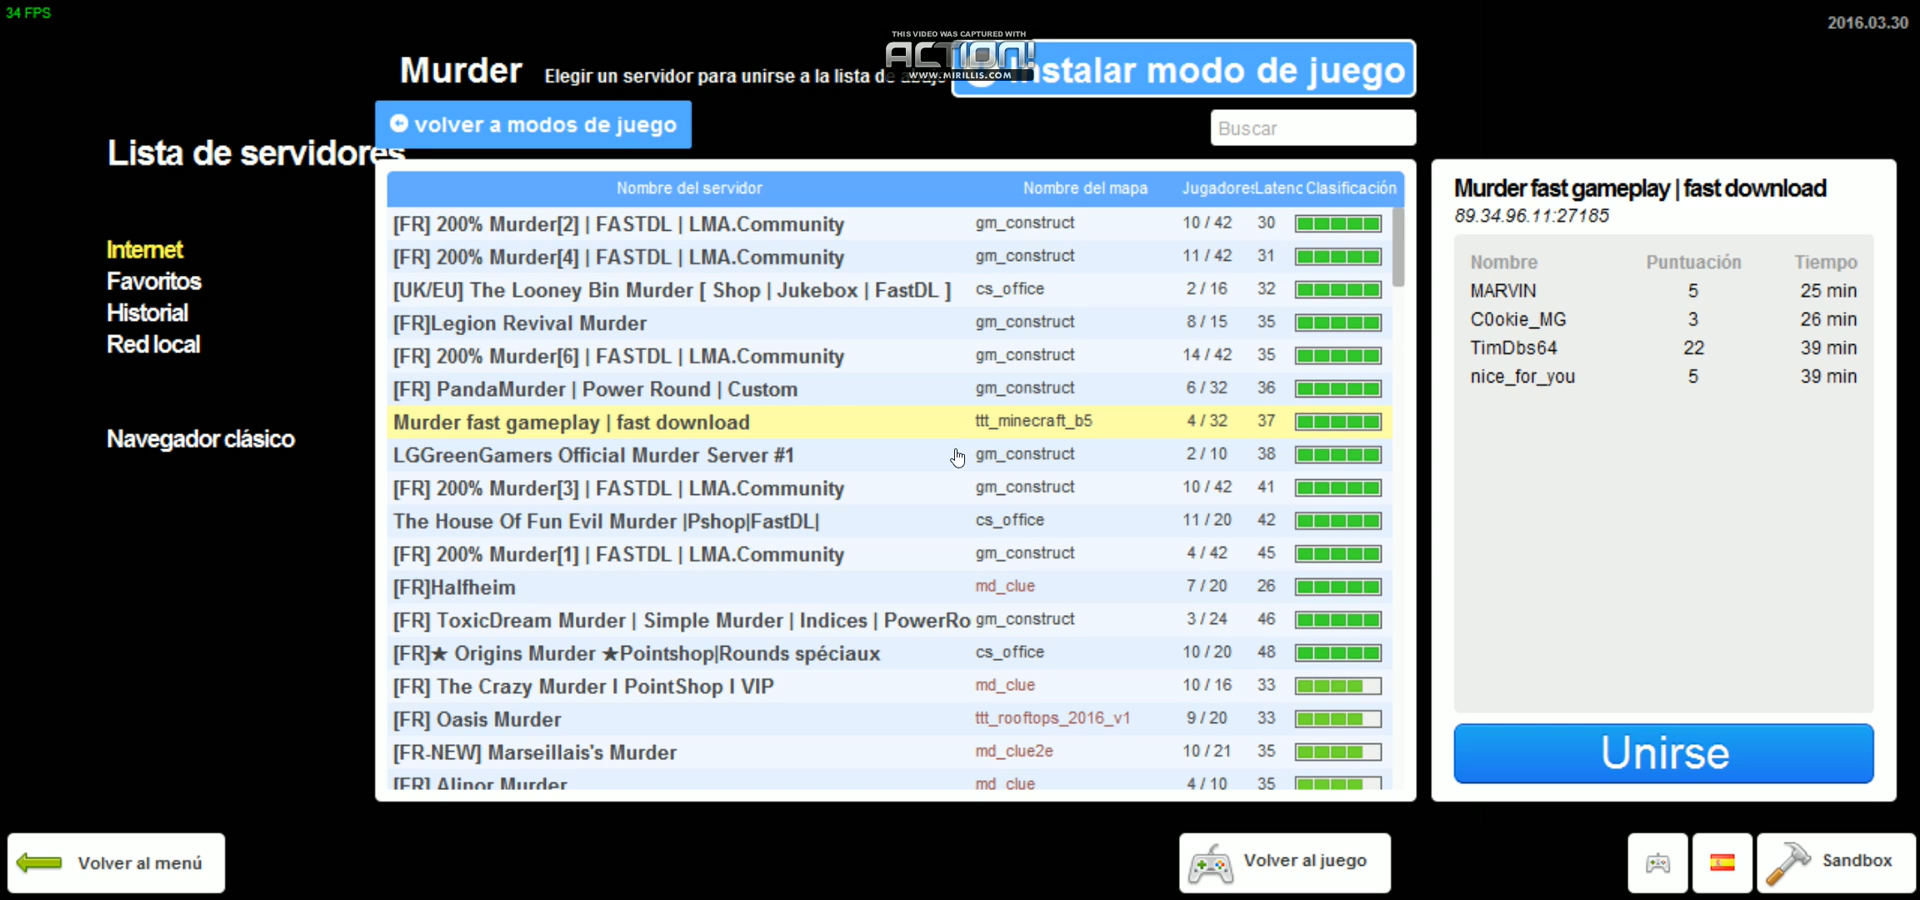 34 FPS
2016.03.30
THIS VIDEO WAS CAPTURED WITH
ACTION!
WWW.MIRILLIS.COM
Murder Elegir un servidor para unirse a la lista de abajo
Instalar modo de juego
volver a modos de juego
Buscar
Lista de servidores
Internet
Favoritos
Historial
Red local
Navegador clásico
Nombre del servidor Nombre del mapa Jugadores Latenc Clasificación
[FR] 200% Murder[2] | FASTDL | LMA.Community gm_construct 10 / 42 30
[FR] 200% Murder[4] | FASTDL | LMA.Community gm_construct 11 / 42 31
[UK/EU] The Looney Bin Murder [ Shop | Jukebox | FastDL ] cs_office 2 / 16 32
[FR]Legion Revival Murder gm_construct 8 / 15 35
[FR] 200% Murder[6] | FASTDL | LMA.Community gm_construct 14 / 42 35
[FR] PandaMurder | Power Round | Custom gm_construct 6 / 32 36
Murder fast gameplay | fast download ttt_minecraft_b5 4 / 32 37
LGGreenGamers Official Murder Server #1 gm_construct 2 / 10 38
[FR] 200% Murder[3] | FASTDL | LMA.Community gm_construct 10 / 42 41
The House Of Fun Evil Murder |Pshop|FastDL| cs_office 11 / 20 42
[FR] 200% Murder[1] | FASTDL | LMA.Community gm_construct 4 / 42 45
[FR]Halfheim md_clue 7 / 20 26
[FR] ToxicDream Murder | Simple Murder | Indices | PowerRo gm_construct 3 / 24 46
[FR]★ Origins Murder ★Pointshop|Rounds spéciaux cs_office 10 / 20 48
[FR] The Crazy Murder I PointShop I VIP md_clue 10 / 16 33
[FR] Oasis Murder ttt_rooftops_2016_v1 9 / 20 33
[FR-NEW] Marseillais's Murder md_clue2e 10 / 21 35
[FR] Alinor Murder md_clue 4 / 10 35
Murder fast gameplay | fast download
89.34.96.11:27185
Nombre Puntuación Tiempo
MARVIN 5 25 min
C0okie_MG 3 26 min
TimDbs64 22 39 min
nice_for_you 5 39 min
Unirse
Volver al menú
Volver al juego
Sandbox